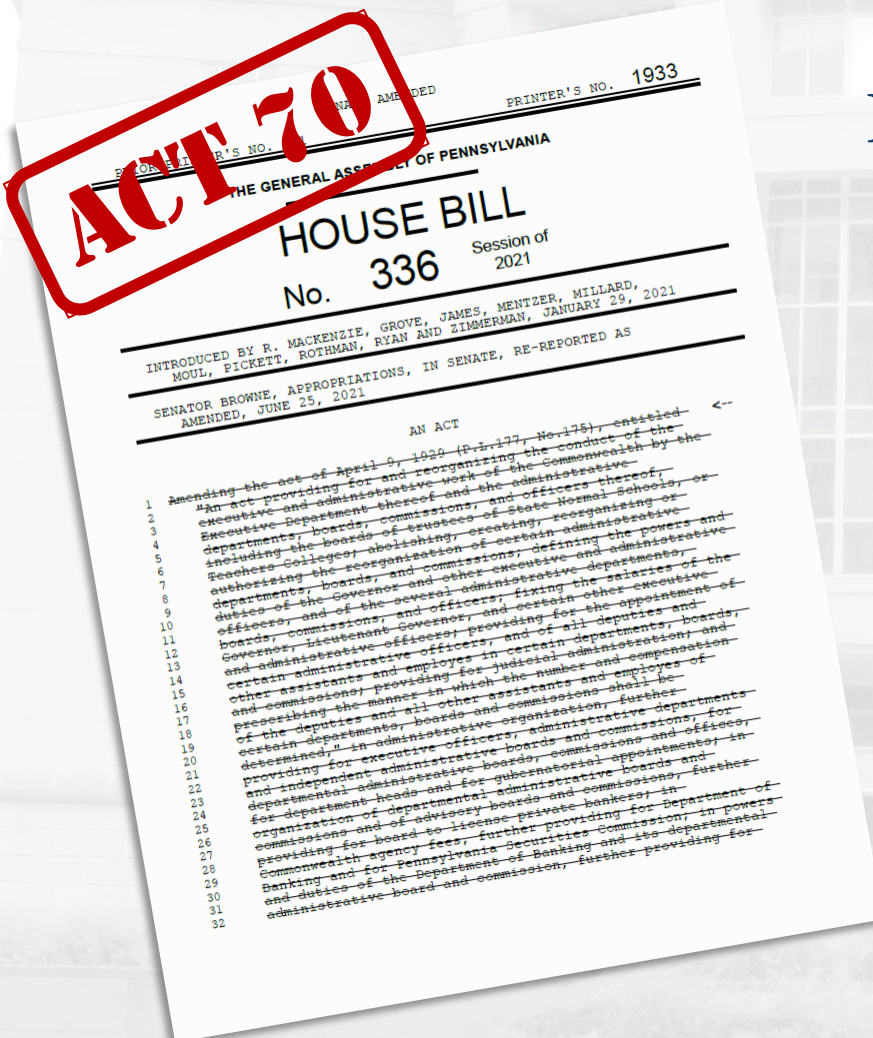 ACT 70
AMENDED
PRINTER'S NO. 1933
PRINTER'S NO.
THE GENERAL ASSEMBLY OF PENNSYLVANIA
HOUSE BILL
No. 336 Session of
2021
INTRODUCED BY R. MACKENZIE, GROVE, JAMES, MENTZER, MILLARD,
MOUL, PICKETT, ROTHMAN, RYAN AND ZIMMERMAN, JANUARY 29, 2021
SENATOR BROWNE, APPROPRIATIONS, IN SENATE, RE-REPORTED AS
AMENDED, JUNE 25, 2021
AN ACT
1 Amending the act of April 9, 1929 (P.L.177, No.175), entitled <--
2 "An act providing for and reorganizing the conduct of the
3 executive and administrative work of the Commonwealth by the
4 Executive Department thereof and the administrative
5 departments, boards, commissions, and officers thereof,
6 including the boards of trustees of State Normal Schools, or
7 Teachers Colleges; abolishing, creating, reorganizing or
8 authorizing the reorganization of certain administrative
9 departments, boards, and commissions; defining the powers and
10 duties of the Governor and other executive and administrative
11 officers, and of the several administrative departments,
12 boards, commissions, and officers; fixing the salaries of the
13 Governor, Lieutenant Governor, and certain other executive
14 and administrative officers; providing for the appointment of
15 certain administrative officers, and of all deputies and
16 other assistants and employes in certain departments, boards,
17 and commissions; providing for judicial administration; and
18 prescribing the manner in which the number and compensation
19 of the deputies and all other assistants and employes of
20 certain departments, boards and commissions shall be
21 determined," in administrative organization, further
22 providing for executive officers, administrative departments
23 and independent administrative boards and commissions, for
24 departmental administrative boards, commissions and offices,
25 for department heads and for gubernatorial appointments; in
26 organization of departmental administrative boards and
27 commissions and of advisory boards and commissions, further
28 providing for board to license private bankers; in
29 Commonwealth agency fees, further providing for Department of
30 Banking and for Pennsylvania Securities Commission; in powers
31 and duties of the Department of Banking and its departmental
32 administrative board and commission, further providing for